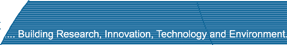 ... Building Research, Innovation, Technology and Environment.